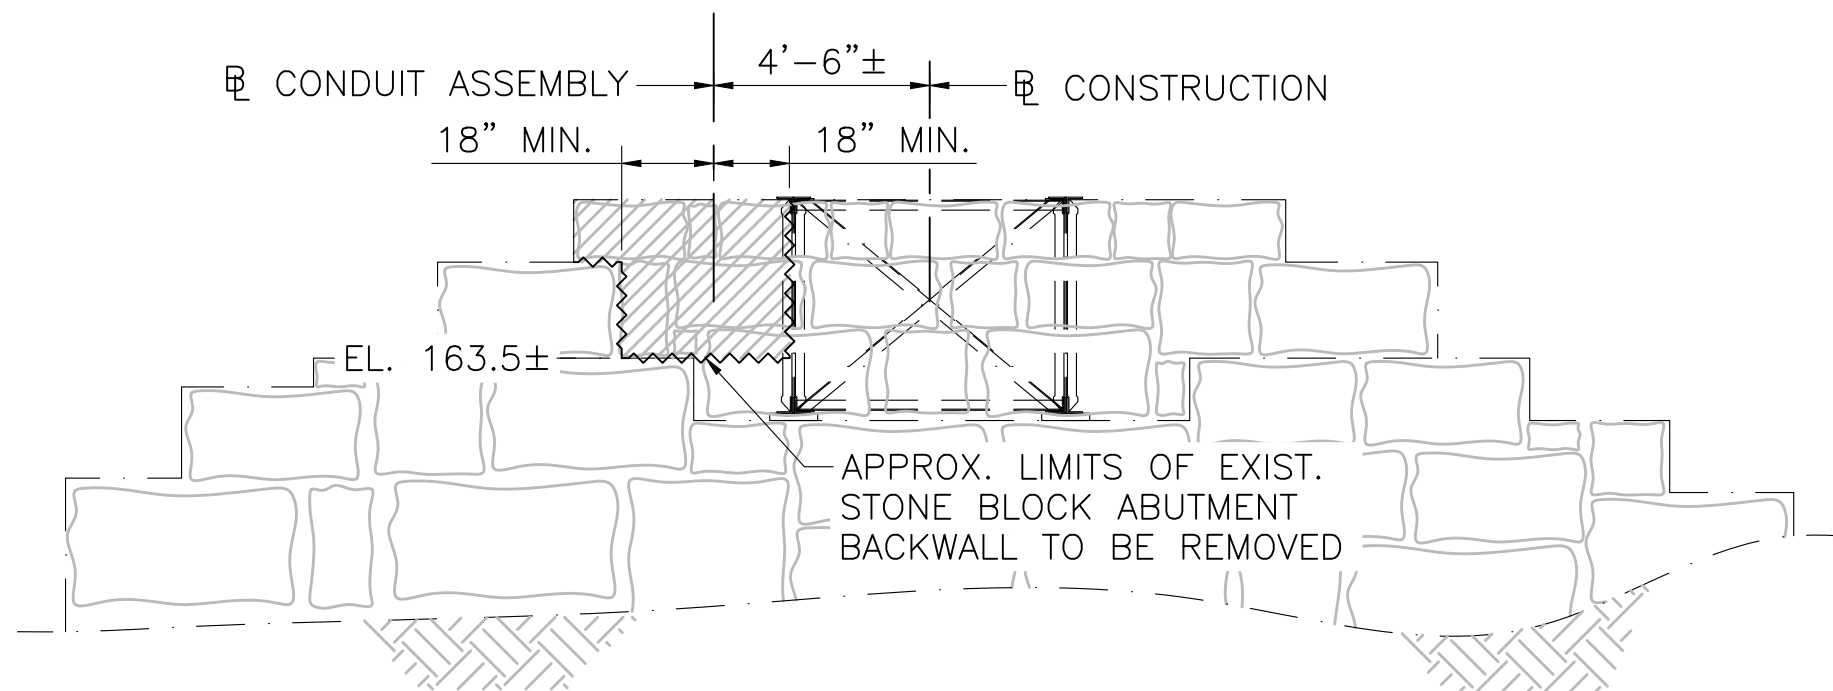 4'-6"±
℄ CONDUIT ASSEMBLY
℄ CONSTRUCTION
18" MIN.
18" MIN.
EL. 163.5±
APPROX. LIMITS OF EXIST.
STONE BLOCK ABUTMENT
BACKWALL TO BE REMOVED